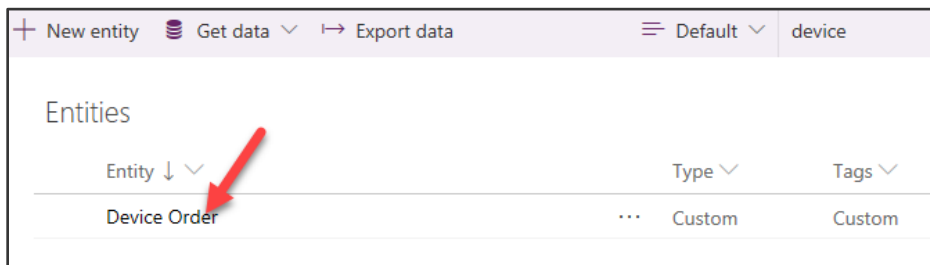 New entity Get data Export data Default device
Entities
Entity Type Tags
Device Order ... Custom Custom